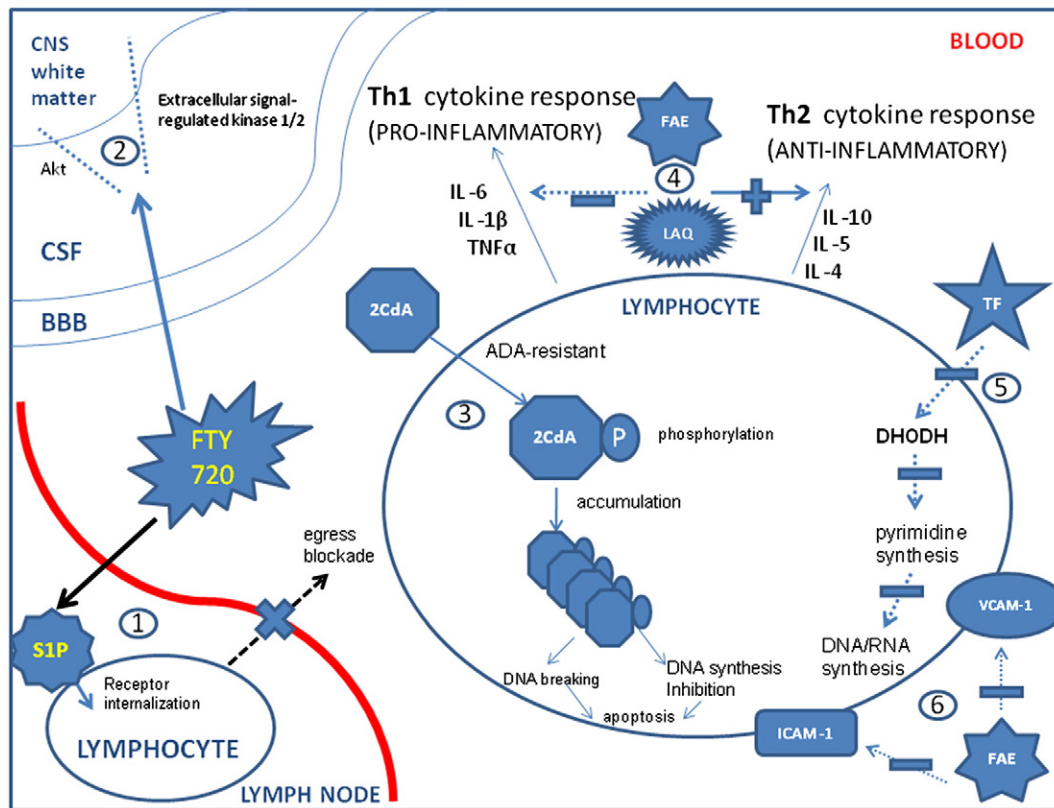 CNS
white
matter
Extracellular signal-
regulated kinase 1/2
2
Akt
CSF
BBB
BLOOD
Th1 cytokine response
(PRO-INFLAMMATORY)
FAE
Th2 cytokine response
(ANTI-INFLAMMATORY)
4
IL-6
IL-1β
TNFα
LAQ
IL-10
IL-5
IL-4
LYMPHOCYTE
2CdA
ADA-resistant
TF
5
3
2CdA
P
phosphorylation
accumulation
DNA breaking
DNA synthesis
Inhibition
apoptosis
DHODH
pyrimidine
synthesis
DNA/RNA
synthesis
VCAM-1
ICAM-1
6
FAE
FTY
720
egress
blockade
S1P
1
Receptor
internalization
LYMPHOCYTE
LYMPH NODE